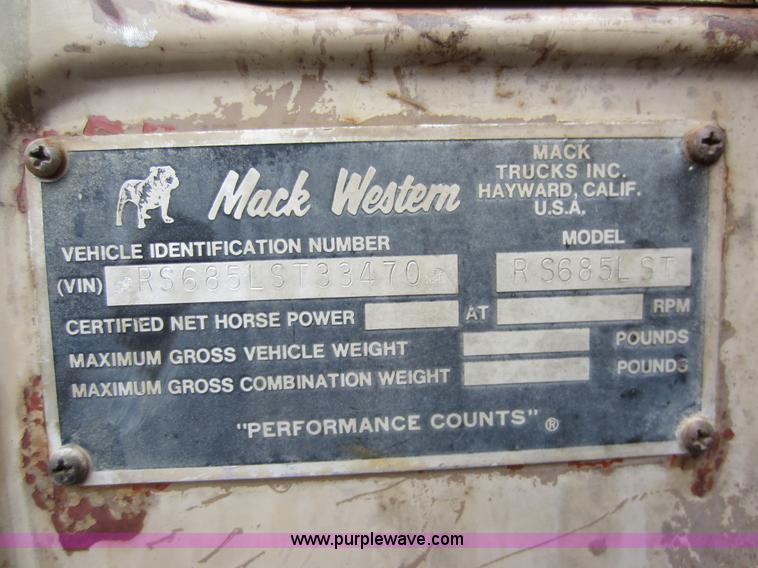 Mack Western
MACK
TRUCKS INC.
HAYWARD, CALIF.
U.S.A.
VEHICLE IDENTIFICATION NUMBER
MODEL
(VIN) RS685LST33470
RS685LST
CERTIFIED NET HORSE POWER AT RPM
MAXIMUM GROSS VEHICLE WEIGHT POUNDS
MAXIMUM GROSS COMBINATION WEIGHT POUNDS
"PERFORMANCE COUNTS" ®
www.purplewave.com